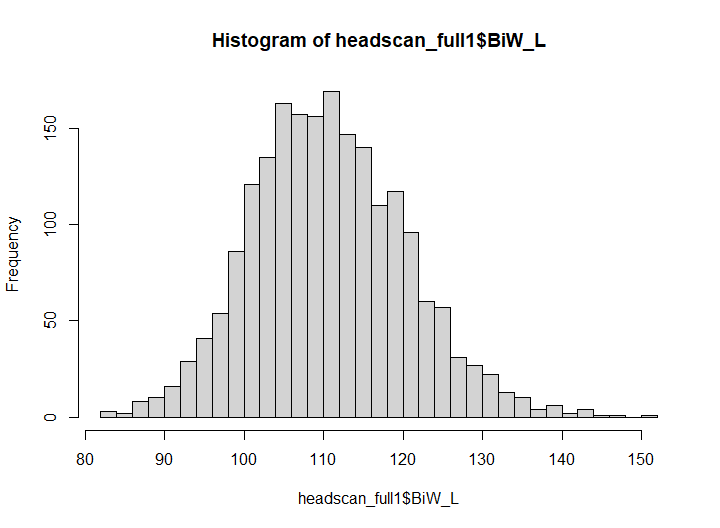 Histogram of headscan_full1$BiW_L
Frequency
150
100
50
0
80 90 100 110 120 130 140 150
headscan_full1$BiW_L